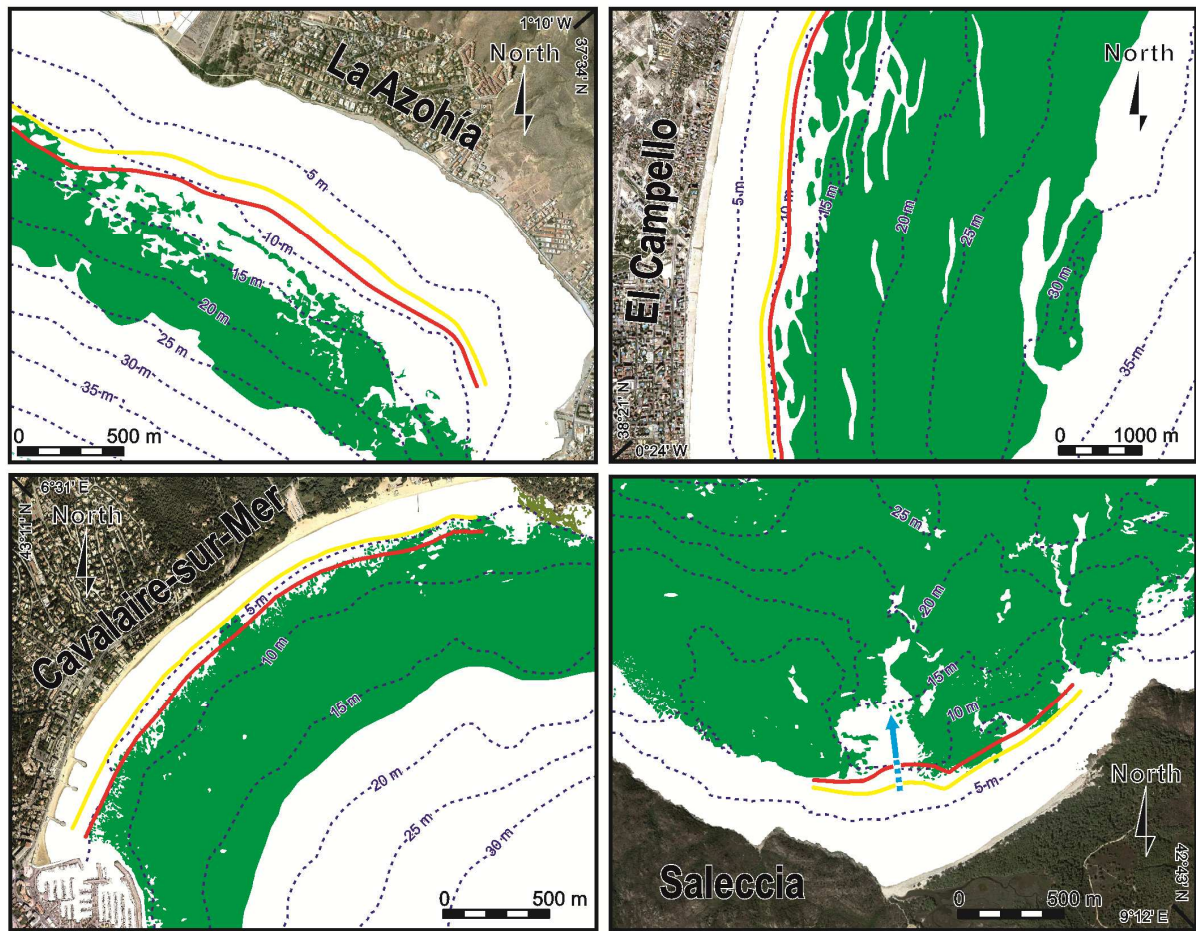 1°10' W
37°34' N
North
La Azohía
5 m
10 m
15 m
20 m
25 m
30 m
35 m
0 500 m
North
El Campello
5 m
10 m
15 m
20 m
25 m
30 m
35 m
38°21' N
0°24' W
0 1000 m
6°31' E
43°11' N
North
Cavalaire-sur-Mer
5 m
10 m
15 m
20 m
25 m
30 m
0 500 m
25 m
20 m
15 m
10 m
5 m
North
Saleccia
42°43' N
9°12' E
0 500 m